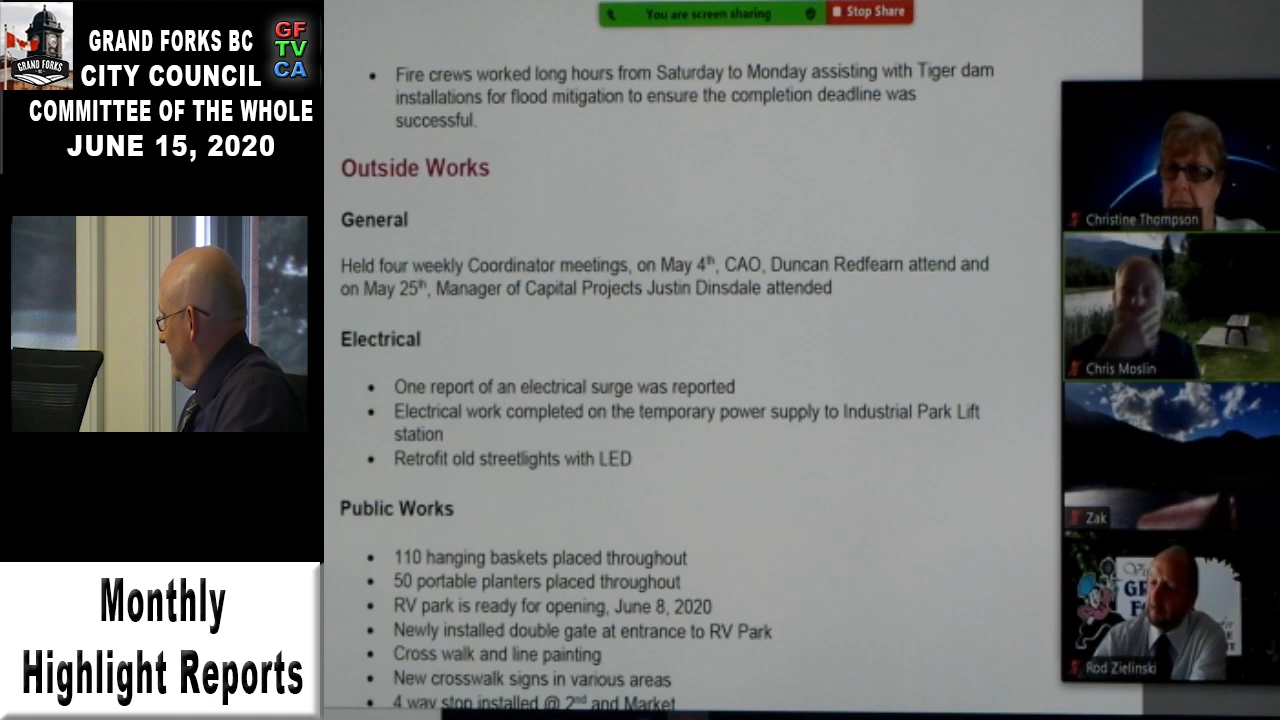 GRAND FORKS BC
CITY COUNCIL
COMMITTEE OF THE WHOLE
JUNE 15, 2020
GF
TV
CA
GRAND FORKS
Monthly
Highlight Reports
You are screen sharing
Stop Share
• Fire crews worked long hours from Saturday to Monday assisting with Tiger dam
installations for flood mitigation to ensure the completion deadline was
successful.
Outside Works
General
Held four weekly Coordinator meetings, on May 4th, CAO, Duncan Redfearn attend and
on May 25th, Manager of Capital Projects Justin Dinsdale attended
Electrical
• One report of an electrical surge was reported
• Electrical work completed on the temporary power supply to Industrial Park Lift
station
• Retrofit old streetlights with LED
Public Works
• 110 hanging baskets placed throughout
• 50 portable planters placed throughout
• RV park is ready for opening, June 8, 2020
• Newly installed double gate at entrance to RV Park
• Cross walk and line painting
• New crosswalk signs in various areas
• 4 way stop installed @ 2nd and Market
Christine Thompson
Chris Moslin
Zak
Rod Zielinski